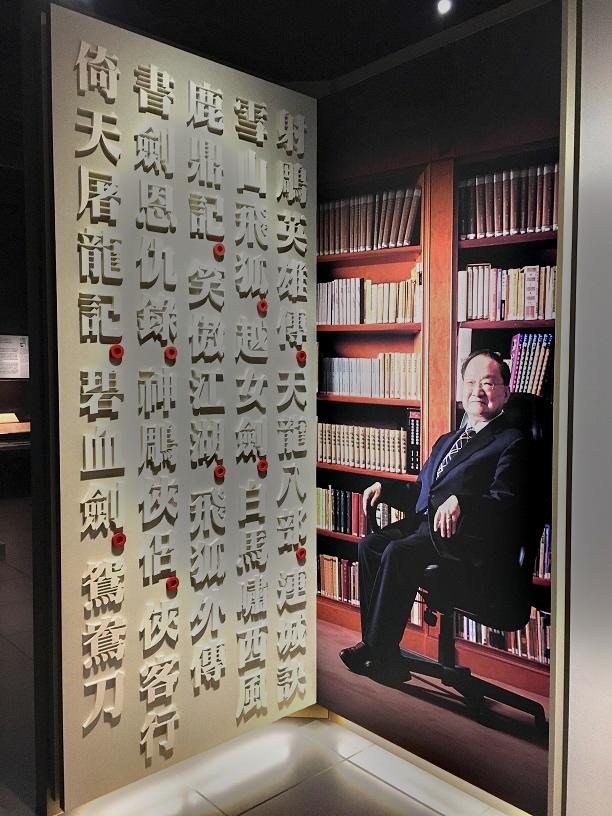 射鵰英雄傳。天龍八部。連城訣
雪山飛狐。越女劍。白馬嘯西風
鹿鼎記。笑傲江湖。飛狐外傳
書劍恩仇錄。神鵰俠侶。俠客行
倚天屠龍記。碧血劍。鴛鴦刀